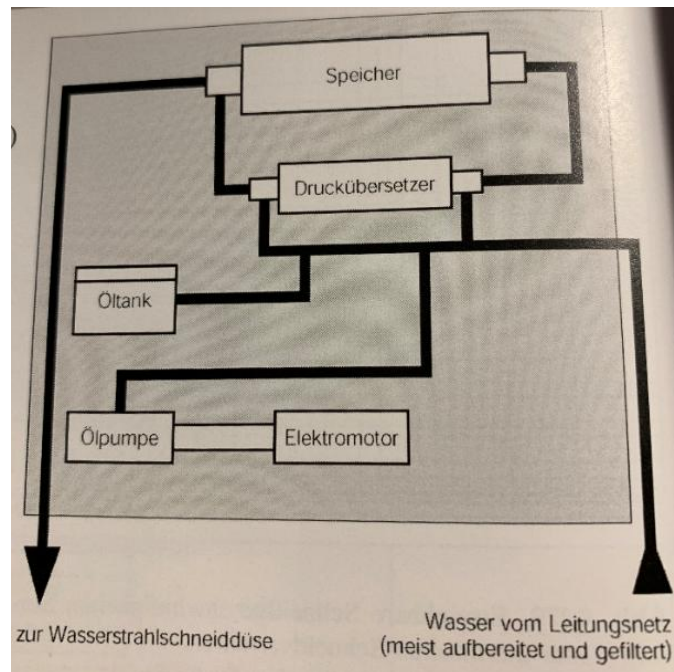 )
Speicher
Druckübersetzer
Öltank
Ölpumpe
Elektromotor
zur Wasserstrahlschneiddüse
Wasser vom Leitungsnetz
(meist aufbereitet und gefiltert)